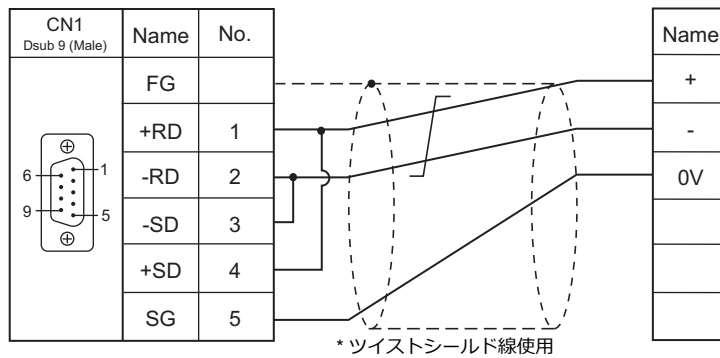 CN1
Dsub 9 (Male)
Name No.
FG
+RD 1
-RD 2
-SD 3
+SD 4
SG 5
6 1
9 5
Name
+
-
0V
* ツイストシールド線使用